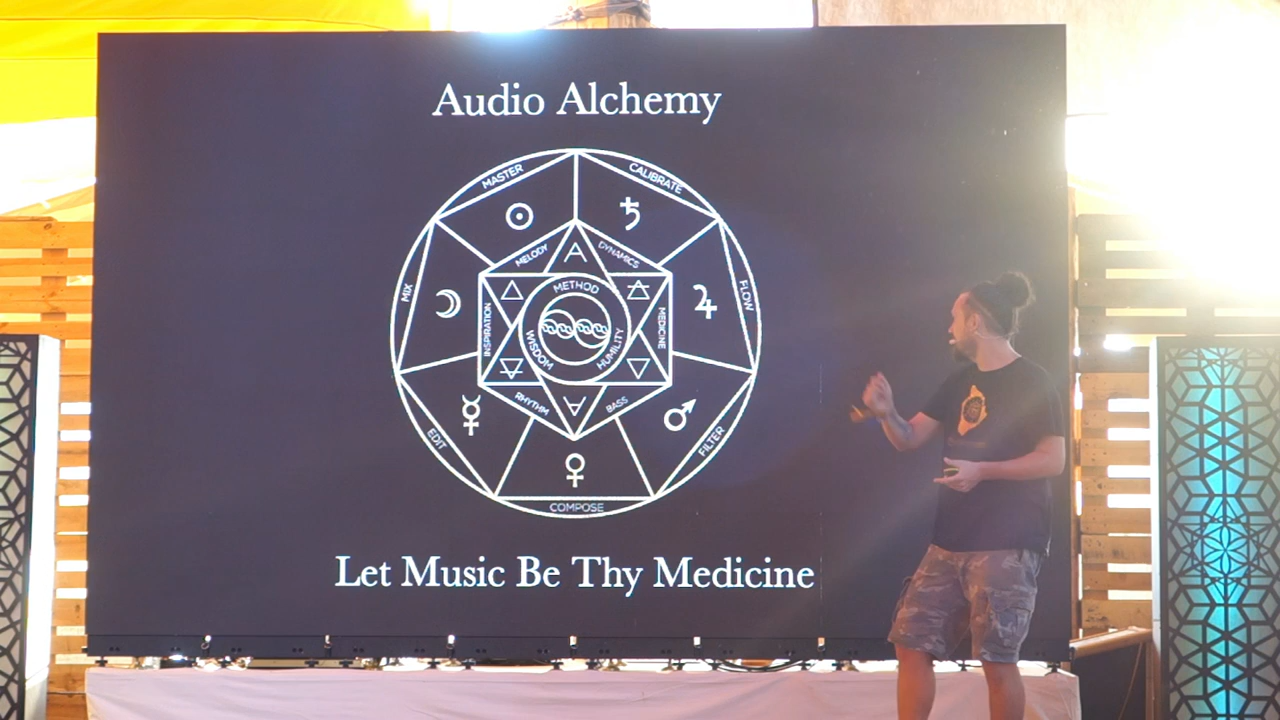 Audio Alchemy
MASTER
CALIBRATE
MELODY
DYNAMICS
MIX
METHOD
FLOW
INSPIRATION
MEDICINE
WISDOM
HUMILITY
RHYTHM
BASS
EDIT
FILTER
COMPOSE
Let Music Be Thy Medicine